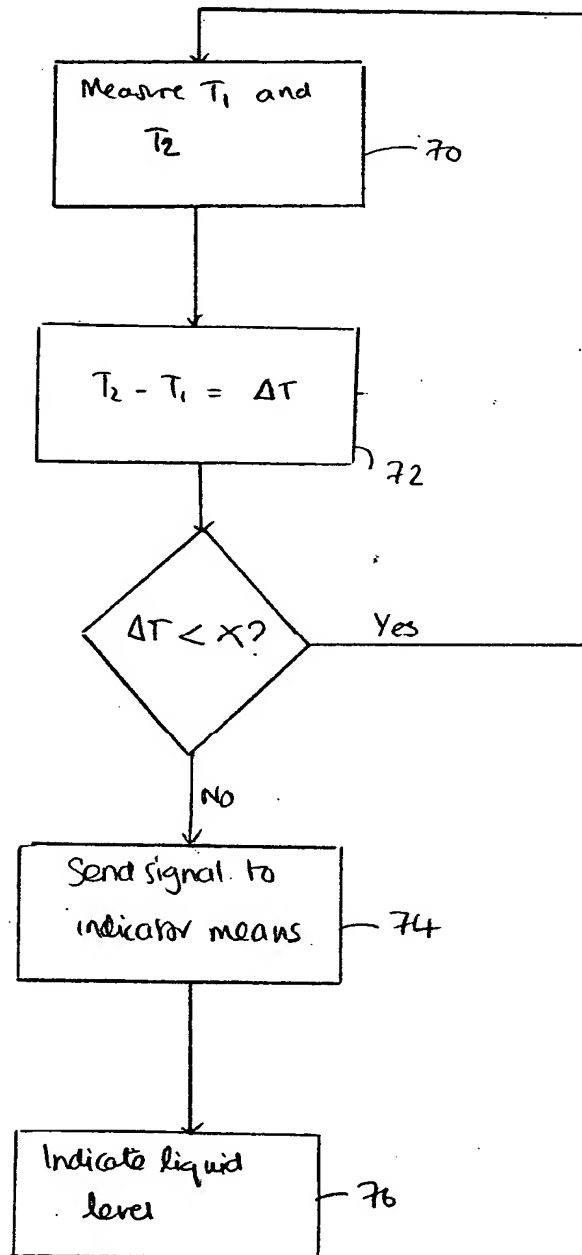 Measure T₁ and
T₂
70
T₂ - T₁ = ΔT
72
ΔT < X?
Yes
No
Send signal to
indicator means
74
Indicate liquid
level
76